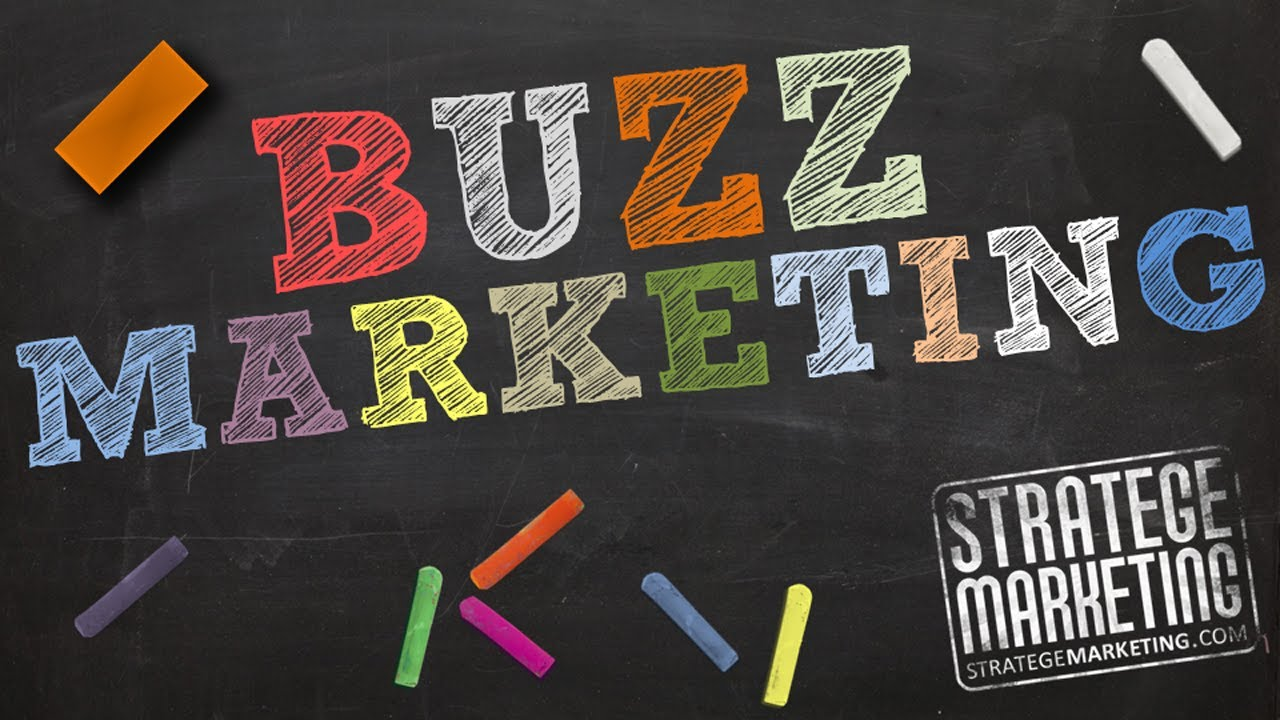 BUZZ
MARKETING
STRATEGE
MARKETING
STRATEGEMARKETING.COM